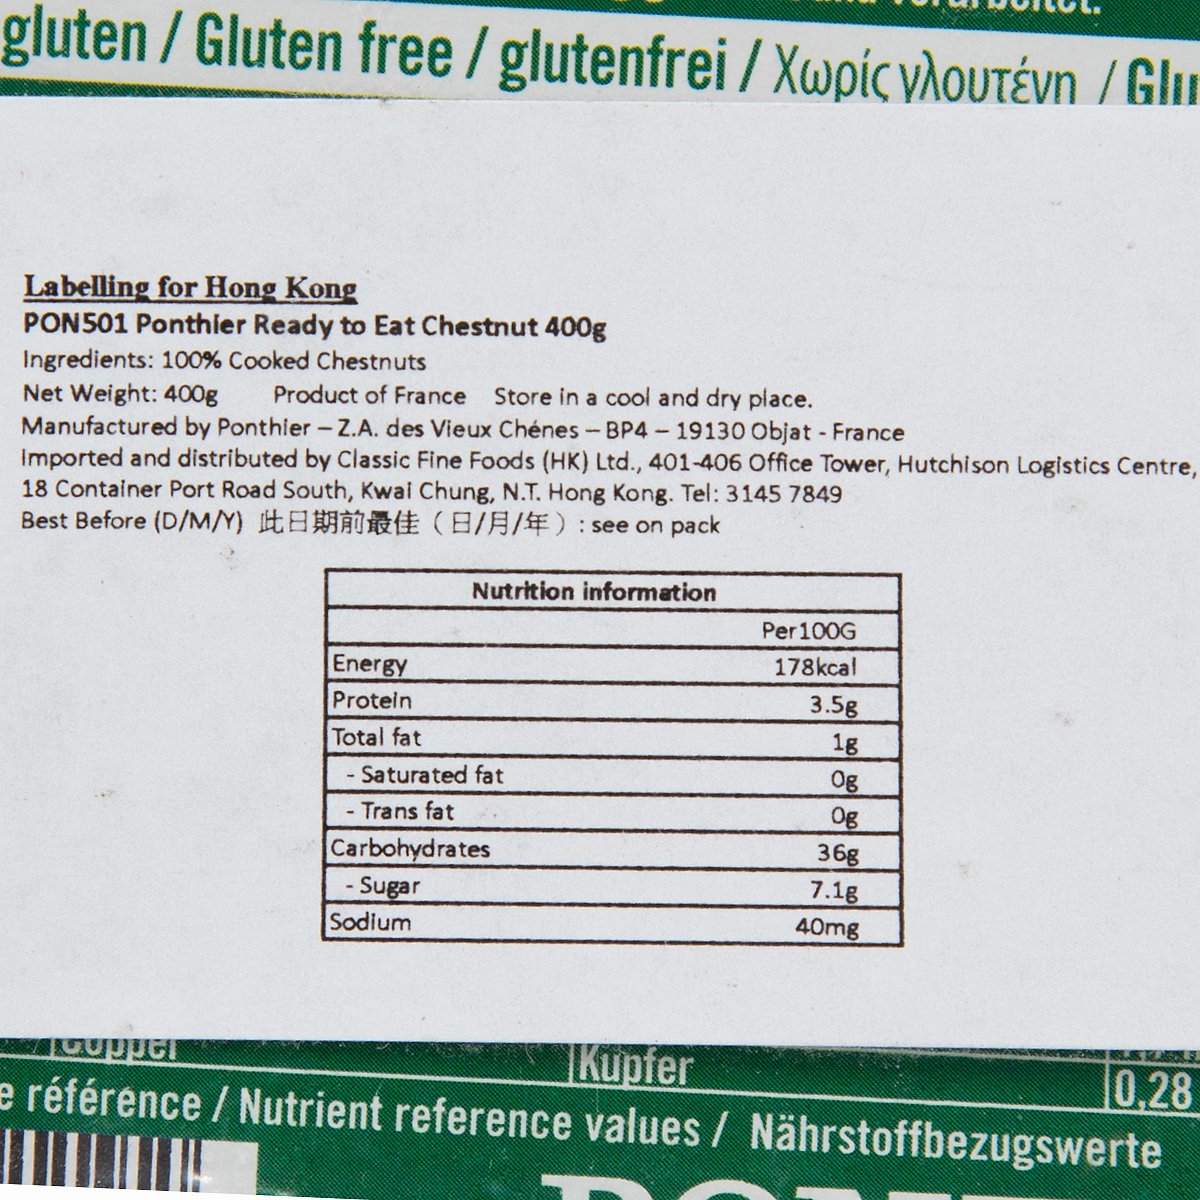 gluten / Gluten free / glutenfrei / Χωρίς γλουτένη / Glu
Labelling for Hong Kong
PON501 Ponthier Ready to Eat Chestnut 400g
Ingredients: 100% Cooked Chestnuts
Net Weight: 400g Product of France Store in a cool and dry place.
Manufactured by Ponthier – Z.A. des Vieux Chénes – BP4 – 19130 Objat - France
Imported and distributed by Classic Fine Foods (HK) Ltd., 401-406 Office Tower, Hutchison Logistics Centre,
18 Container Port Road South, Kwai Chung, N.T. Hong Kong. Tel: 3145 7849
Best Before (D/M/Y) 此日期前最佳（日/月/年）: see on pack
Nutrition information
Per100G
Energy 178kcal
Protein 3.5g
Total fat 1g
- Saturated fat 0g
- Trans fat 0g
Carbohydrates 36g
- Sugar 7.1g
Sodium 40mg
Copper Kupfer 0,28
e référence / Nutrient reference values / Nährstoffbezugswerte